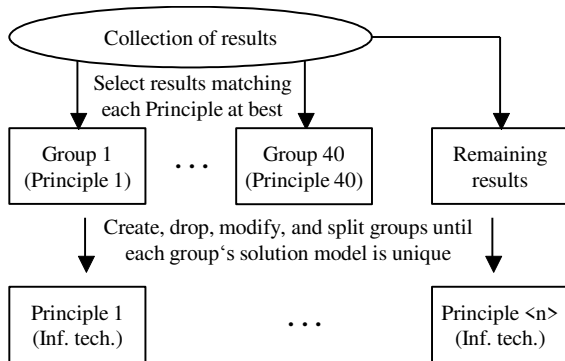 Collection of results
Select results matching
each Principle at best
Group 1
(Principle 1)
. . .
Group 40
(Principle 40)
Remaining
results
Create, drop, modify, and split groups until
each group‘s solution model is unique
Principle 1
(Inf. tech.)
. . .
Principle <n>
(Inf. tech.)